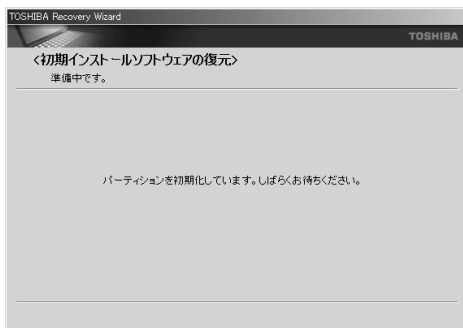 TOSHIBA Recovery Wizard
TOSHIBA
<初期インストールソフトウェアの復元>
準備中です。
パーティションを初期化しています。しばらくお待ちください。